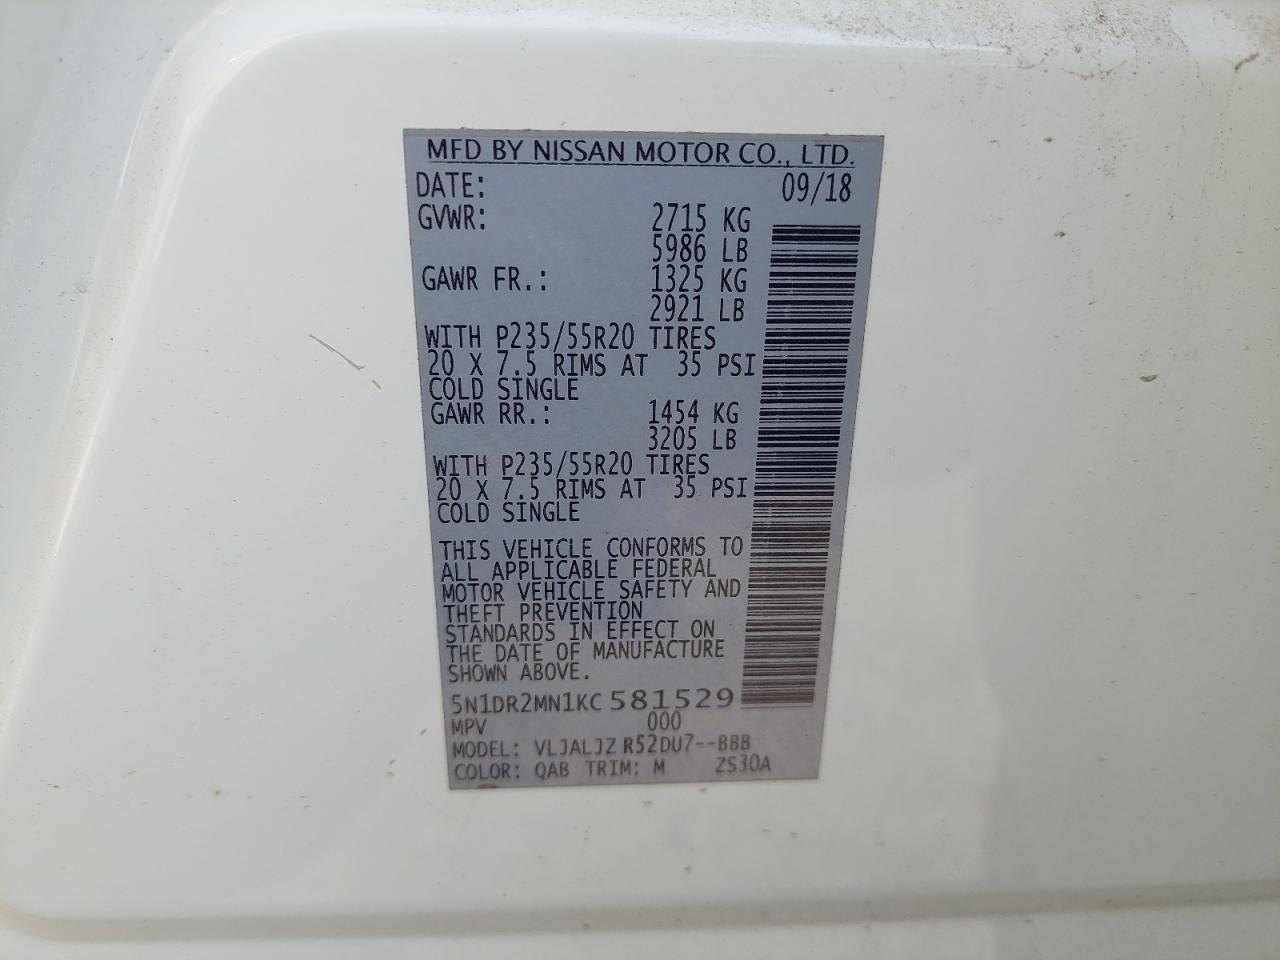 MFD BY NISSAN MOTOR CO., LTD.
DATE: 09/18
GVWR: 2715 KG
5986 LB
GAWR FR.: 1325 KG
2921 LB
WITH P235/55R20 TIRES
20 X 7.5 RIMS AT 35 PSI
COLD SINGLE
GAWR RR.: 1454 KG
3205 LB
WITH P235/55R20 TIRES
20 X 7.5 RIMS AT 35 PSI
COLD SINGLE
THIS VEHICLE CONFORMS TO
ALL APPLICABLE FEDERAL
MOTOR VEHICLE SAFETY AND
THEFT PREVENTION
STANDARDS IN EFFECT ON
THE DATE OF MANUFACTURE
SHOWN ABOVE.
5N1DR2MN1KC 581529
MPV 000
MODEL: VLJALJZ R52DU7--BBB
COLOR: QAB TRIM: M ZS30A